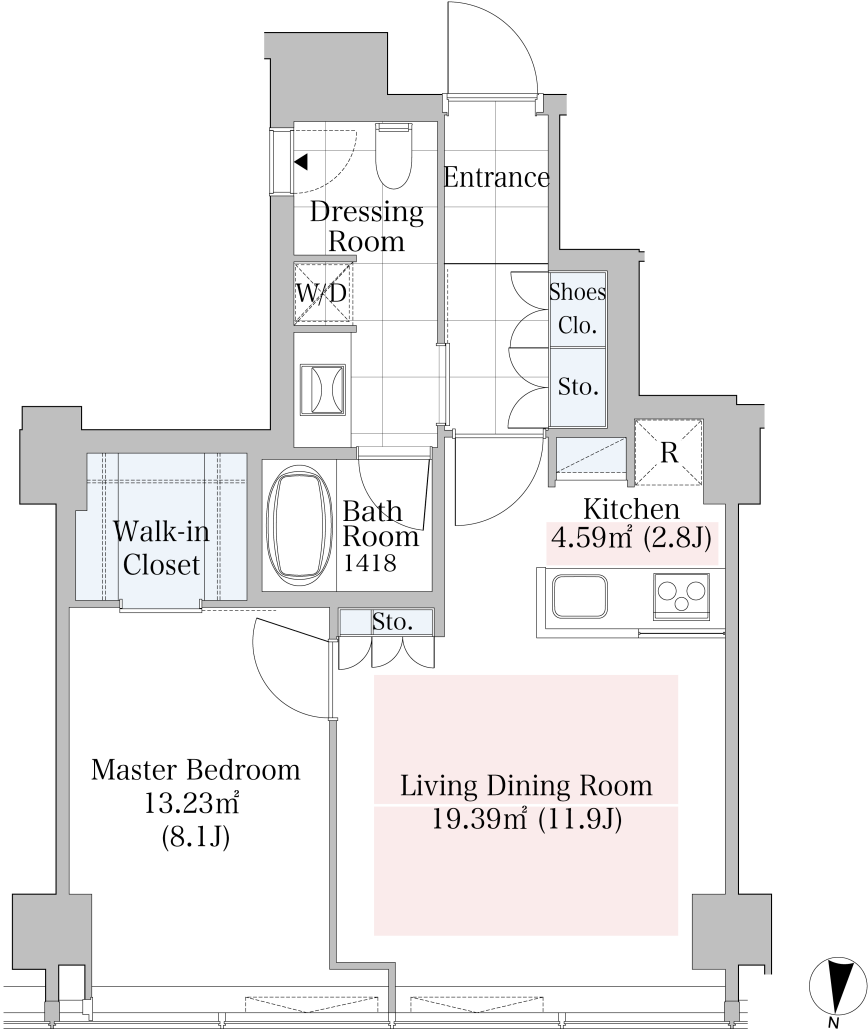 Entrance
Dressing
Room
W/D
Shoes
Clo.
Sto.
R
Kitchen
4.59㎡ (2.8J)
Walk-in
Closet
Bath
Room
1418
Sto.
Master Bedroom
13.23㎡
(8.1J)
Living Dining Room
19.39㎡ (11.9J)
N